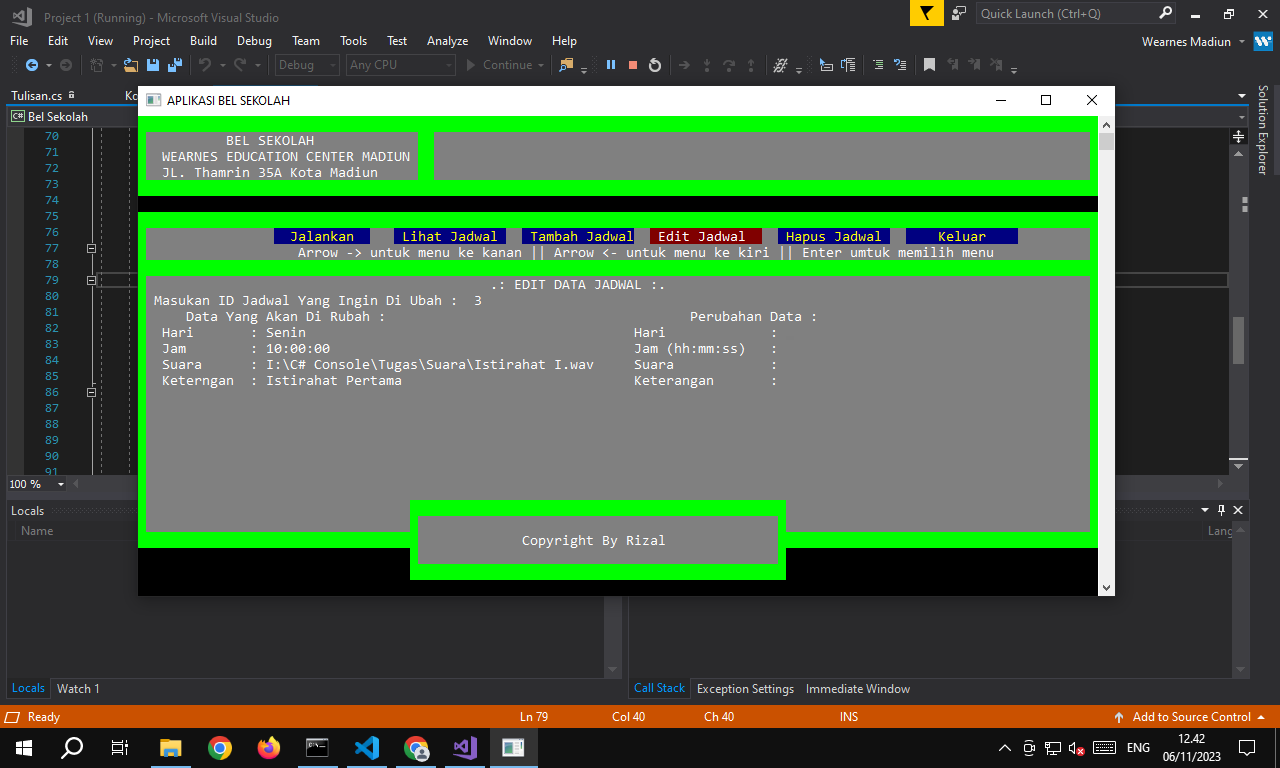 Project 1 (Running) - Microsoft Visual Studio
Quick Launch (Ctrl+Q)
File Edit View Project Build Debug Team Tools Test Analyze Window Help
Wearnes Madiun
Debug Any CPU Continue
Tulisan.cs
Ko
Bel Sekolah
Solution Explorer
APLIKASI BEL SEKOLAH
BEL SEKOLAH
WEARNES EDUCATION CENTER MADIUN
JL. Thamrin 35A Kota Madiun
Jalankan Lihat Jadwal Tambah Jadwal Edit Jadwal Hapus Jadwal Keluar
Arrow -> untuk menu ke kanan || Arrow <- untuk menu ke kiri || Enter umtuk memilih menu
.: EDIT DATA JADWAL :.
Masukan ID Jadwal Yang Ingin Di Ubah : 3
Data Yang Akan Di Rubah : Perubahan Data :
Hari : Senin Hari :
Jam : 10:00:00 Jam (hh:mm:ss) :
Suara : I:\C# Console\Tugas\Suara\Istirahat I.wav Suara :
Keterngan : Istirahat Pertama Keterangan :
Copyright By Rizal
70
71
72
73
74
75
76
77
78
79
80
81
82
83
84
85
86
87
88
89
90
91
100 %
Locals
Name
Lang
Locals Watch 1
Call Stack Exception Settings Immediate Window
Ready Ln 79 Col 40 Ch 40 INS Add to Source Control
ENG
12.42
06/11/2023